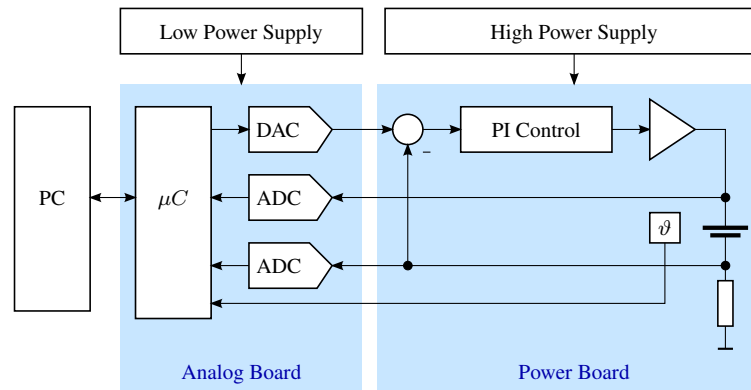 Low Power Supply
High Power Supply
PC
μC
DAC
ADC
ADC
–
PI Control
ϑ
Analog Board
Power Board